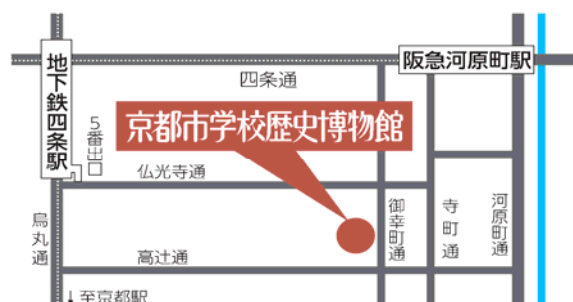 地下鉄四条駅
阪急河原町駅
四条通
5番出口
京都市学校歴史博物館
仏光寺通
烏丸通
御幸町通
寺町通
河原町通
高辻通
↓至京都駅